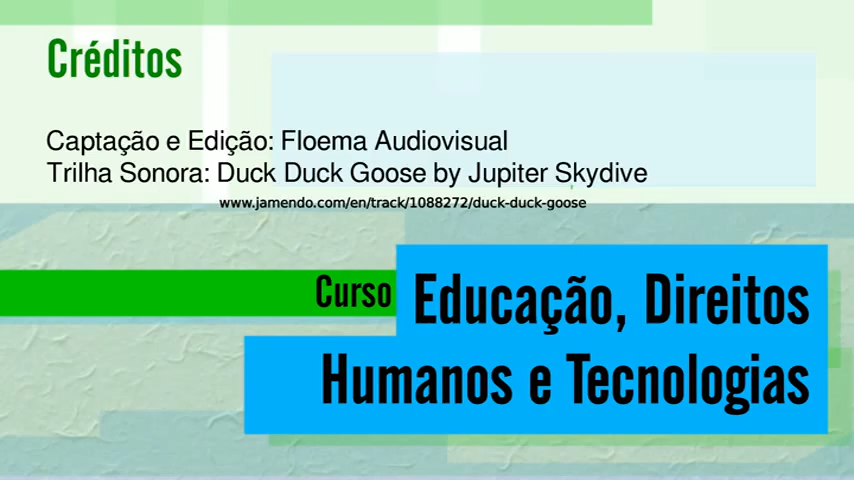 Créditos
Captação e Edição: Floema Audiovisual
Trilha Sonora: Duck Duck Goose by Jupiter Skydive
www.jamendo.com/en/track/1088272/duck-duck-goose
Curso Educação, Direitos
Humanos e Tecnologias